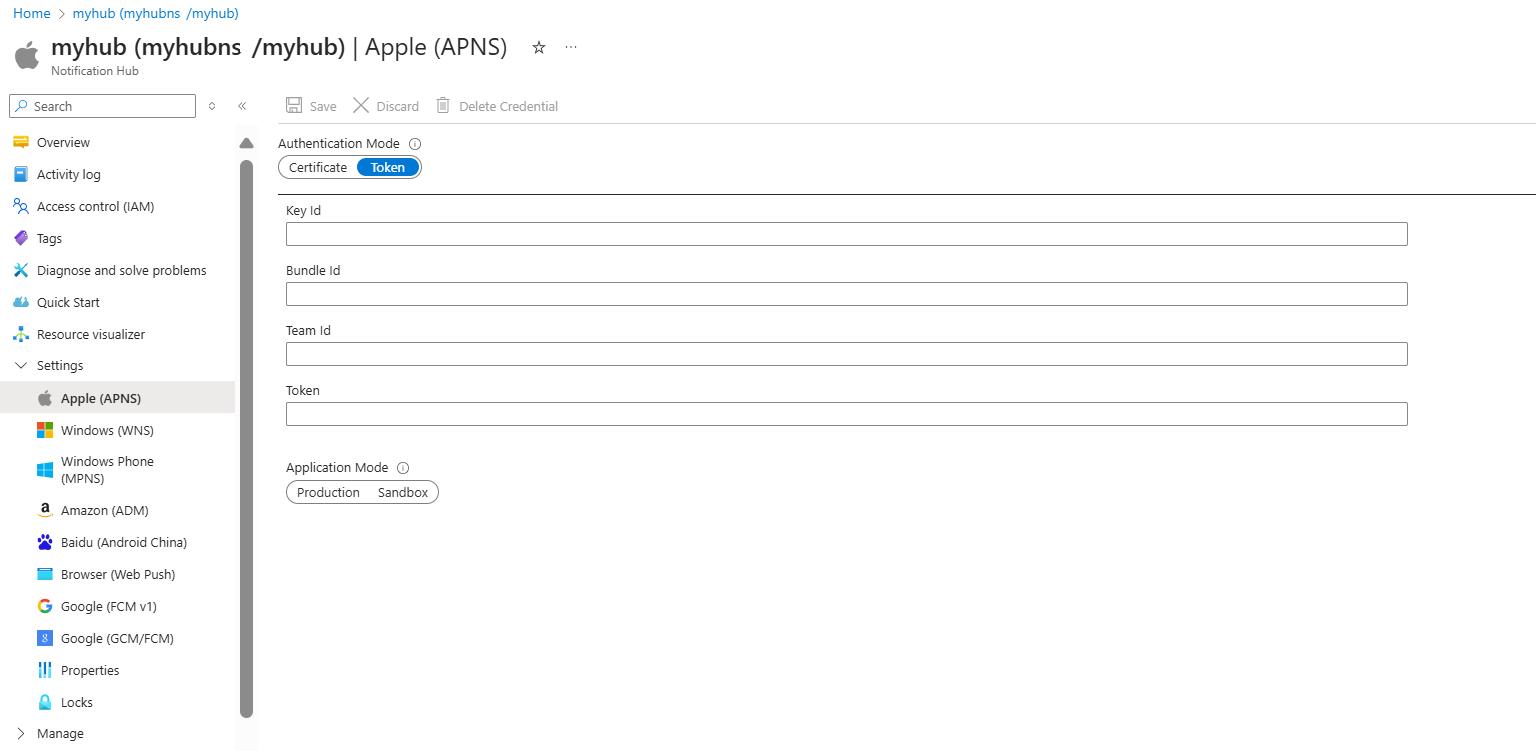 Home > myhub (myhubns /myhub)
myhub (myhubns /myhub) | Apple (APNS) ☆ ...
Notification Hub
Search
«
Save Discard Delete Credential
Overview
Activity log
Access control (IAM)
Tags
Diagnose and solve problems
Quick Start
Resource visualizer
Settings
Apple (APNS)
Windows (WNS)
Windows Phone
(MPNS)
Amazon (ADM)
Baidu (Android China)
Browser (Web Push)
Google (FCM v1)
Google (GCM/FCM)
Properties
Locks
Manage
Authentication Mode
Certificate Token
Key Id
Bundle Id
Team Id
Token
Application Mode
Production Sandbox